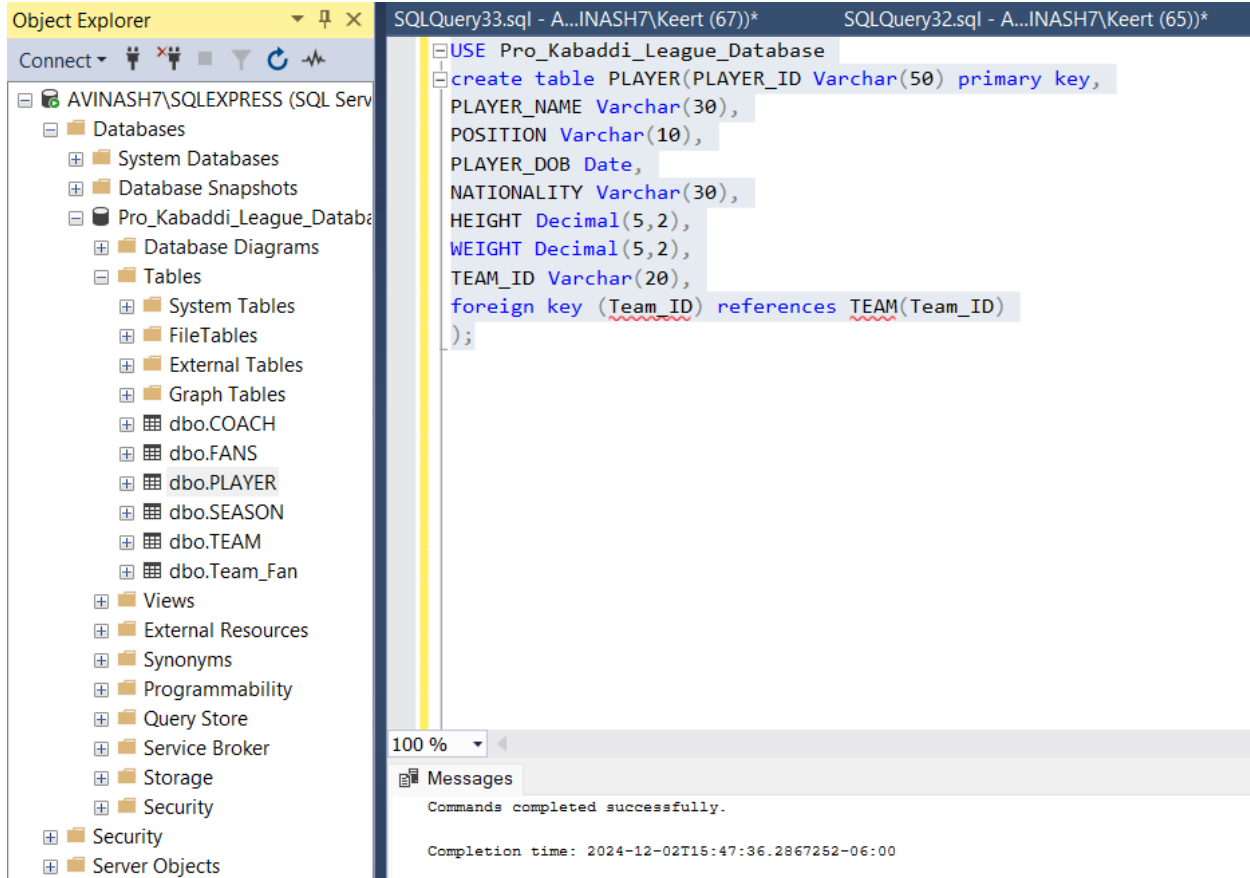 Object Explorer
Connect
AVINASH7\SQLEXPRESS (SQL Serv
Databases
System Databases
Database Snapshots
Pro_Kabaddi_League_Databa
Database Diagrams
Tables
System Tables
FileTables
External Tables
Graph Tables
dbo.COACH
dbo.FANS
dbo.PLAYER
dbo.SEASON
dbo.TEAM
dbo.Team_Fan
Views
External Resources
Synonyms
Programmability
Query Store
Service Broker
Storage
Security
Security
Server Objects
SQLQuery33.sql - A...INASH7\Keert (67))*
SQLQuery32.sql - A...INASH7\Keert (65))*
USE Pro_Kabaddi_League_Database
create table PLAYER(PLAYER_ID Varchar(50) primary key,
PLAYER_NAME Varchar(30),
POSITION Varchar(10),
PLAYER_DOB Date,
NATIONALITY Varchar(30),
HEIGHT Decimal(5,2),
WEIGHT Decimal(5,2),
TEAM_ID Varchar(20),
foreign key (Team_ID) references TEAM(Team_ID)
);
100 %
Messages
Commands completed successfully.
Completion time: 2024-12-02T15:47:36.2867252-06:00